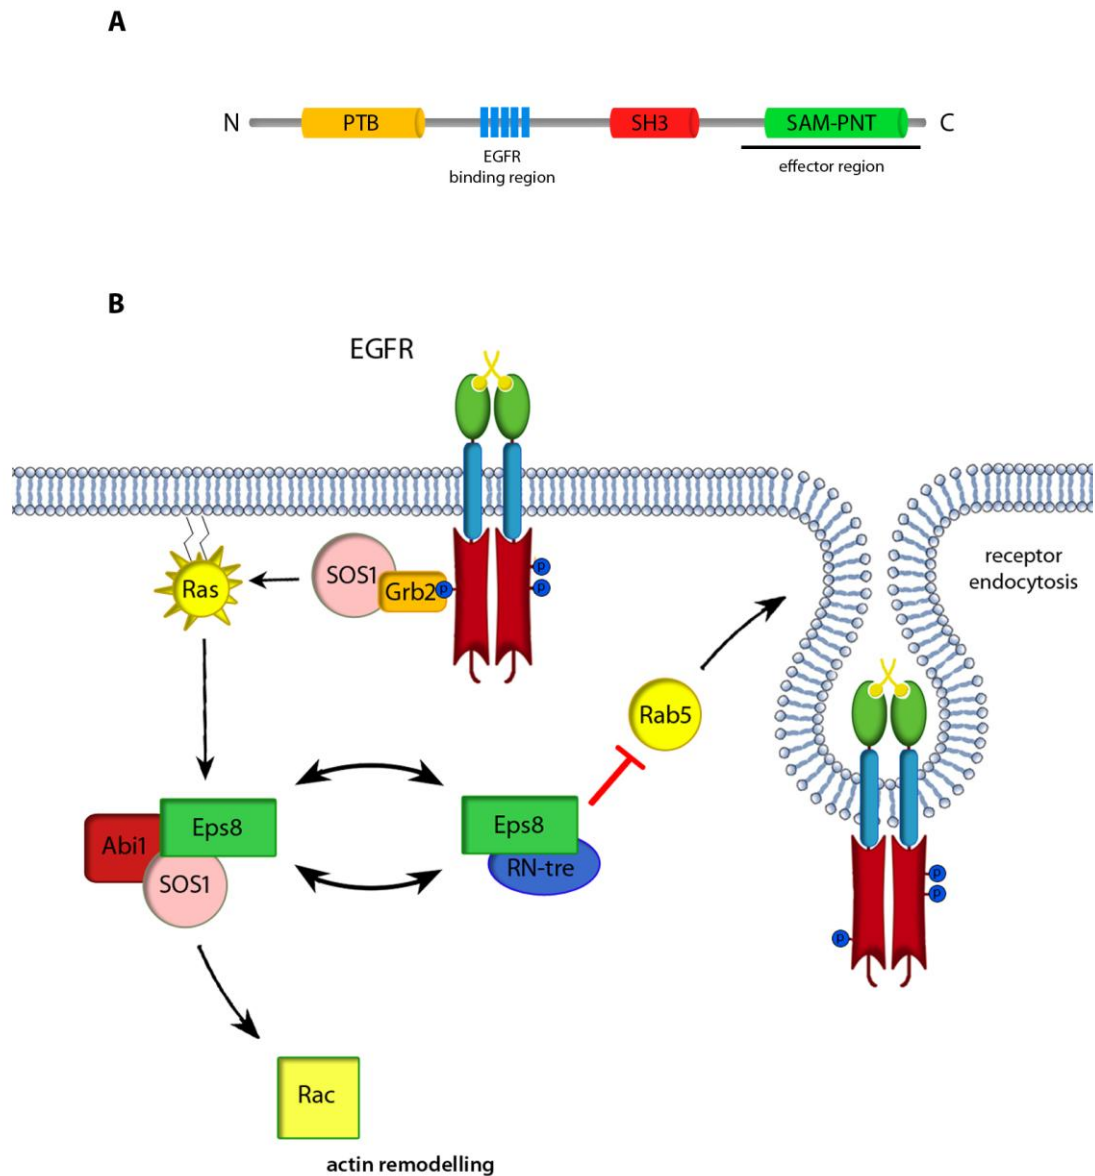 A
N
PTB
SH3
SAM-PNT
C
EGFR
binding region
effector region
B
EGFR
SOS1
Grb2
P
P
P
Ras
receptor
endocytosis
Rab5
Eps8
Abi1
SOS1
Eps8
RN-tre
P
P
P
Rac
actin remodelling